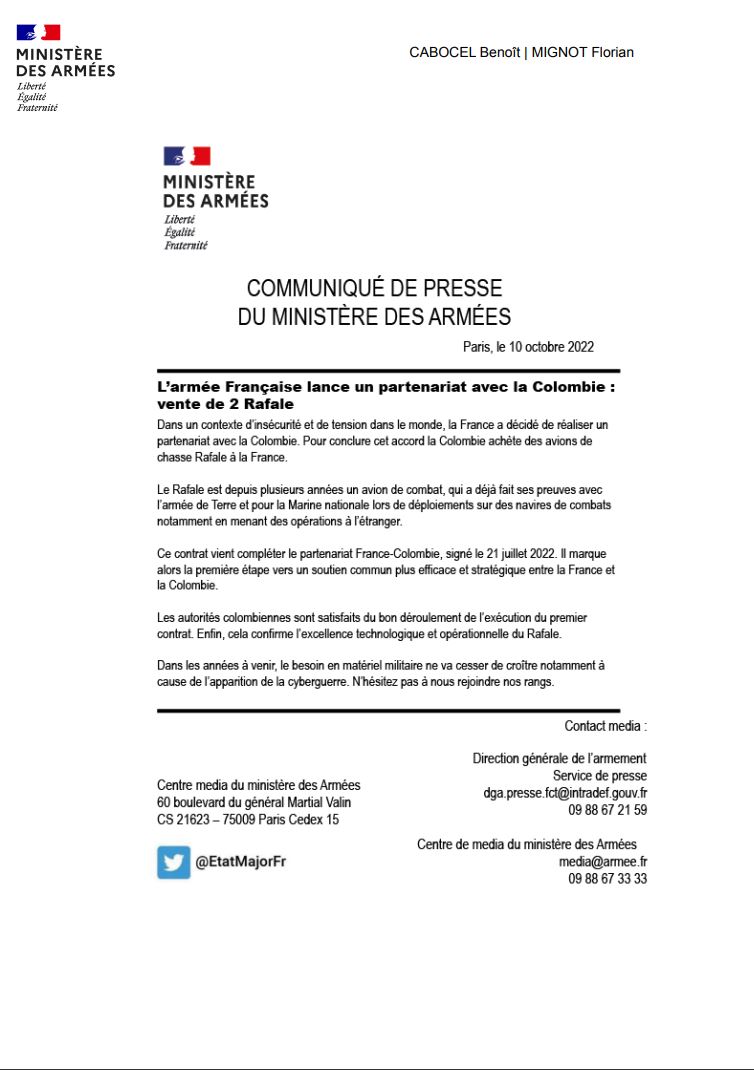 MINISTÈRE
DES ARMÉES
Liberté
Égalité
Fraternité
CABOCEL Benoît | MIGNOT Florian
MINISTÈRE
DES ARMÉES
Liberté
Égalité
Fraternité
COMMUNIQUÉ DE PRESSE
DU MINISTÈRE DES ARMÉES
Paris, le 10 octobre 2022
L'armée Française lance un partenariat avec la Colombie :
vente de 2 Rafale
Dans un contexte d'insécurité et de tension dans le monde, la France a décidé de réaliser un
partenariat avec la Colombie. Pour conclure cet accord la Colombie achète des avions de
chasse Rafale à la France.
Le Rafale est depuis plusieurs années un avion de combat, qui a déjà fait ses preuves avec
l'armée de Terre et pour la Marine nationale lors de déploiements sur des navires de combats
notamment en menant des opérations à l'étranger.
Ce contrat vient compléter le partenariat France-Colombie, signé le 21 juillet 2022. Il marque
alors la première étape vers un soutien commun plus efficace et stratégique entre la France et
la Colombie.
Les autorités colombiennes sont satisfaits du bon déroulement de l'exécution du premier
contrat. Enfin, cela confirme l'excellence technologique et opérationnelle du Rafale.
Dans les années à venir, le besoin en matériel militaire ne va cesser de croître notamment à
cause de l'apparition de la cyberguerre. N'hésitez pas à nous rejoindre nos rangs.
Contact media :
Direction générale de l'armement
Service de presse
dga.presse.fct@intradef.gouv.fr
09 88 67 21 59
Centre media du ministère des Armées
60 boulevard du général Martial Valin
CS 21623 – 75009 Paris Cedex 15
@EtatMajorFr
Centre de media du ministère des Armées
media@armee.fr
09 88 67 33 33